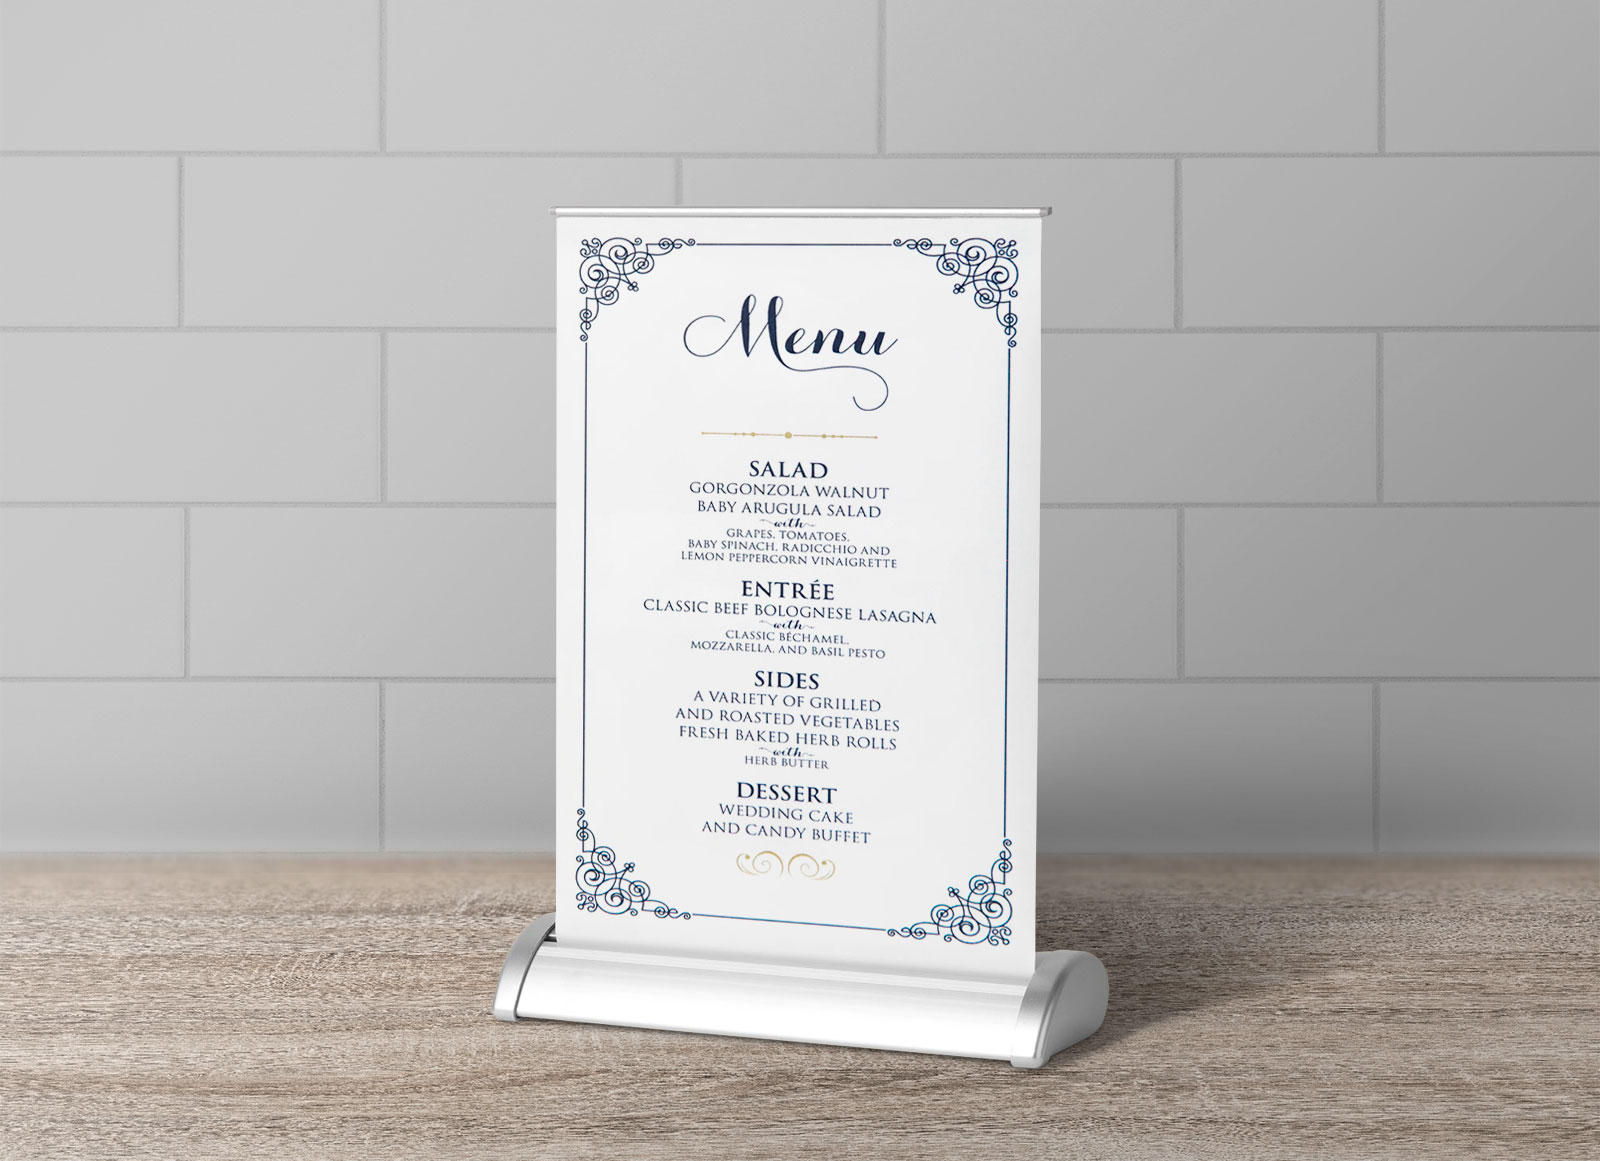 Menu
SALAD
GORGONZOLA WALNUT
BABY ARUGULA SALAD
with
GRAPES, TOMATOES,
BABY SPINACH, RADICCHIO AND
LEMON PEPPERCORN VINAIGRETTE
ENTRÉE
CLASSIC BEEF BOLOGNESE LASAGNA
with
CLASSIC BÉCHAMEL,
MOZZARELLA, AND BASIL PESTO
SIDES
A VARIETY OF GRILLED
AND ROASTED VEGETABLES
FRESH BAKED HERB ROLLS
with
HERB BUTTER
DESSERT
WEDDING CAKE
AND CANDY BUFFET